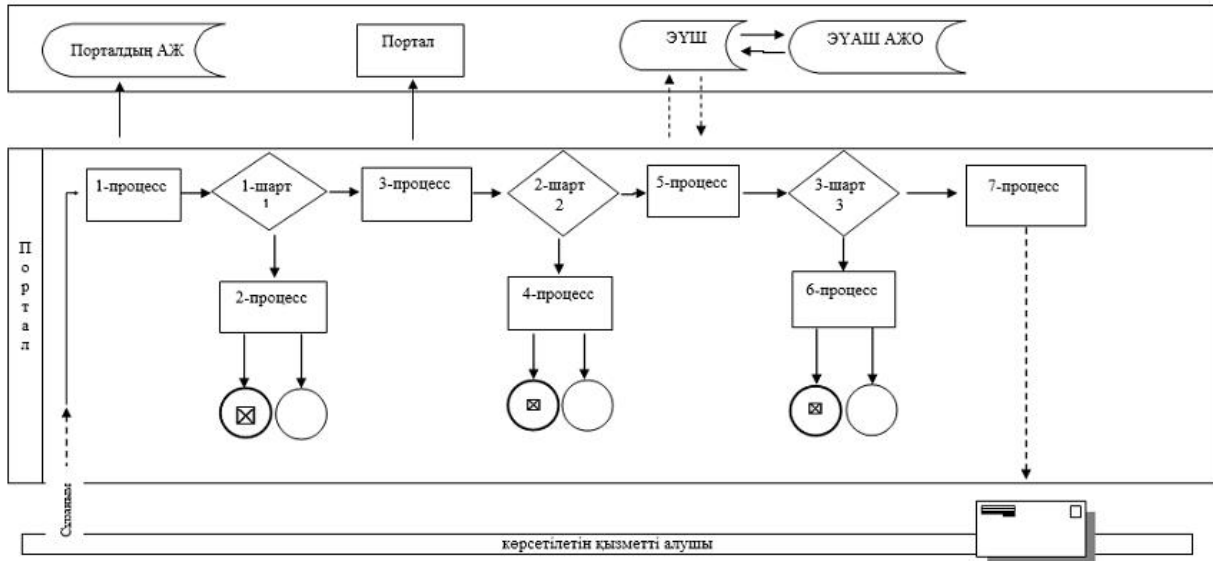 Порталдың АЖ
Портал
ЭҮШ
ЭҮАШ АЖО
1-процесс
1-шарт
1
3-процесс
2-шарт
2
5-процесс
3-шарт
3
7-процесс
Портал
2-процесс
4-процесс
6-процесс
Сұраным
көрсетілетін қызметті алушы